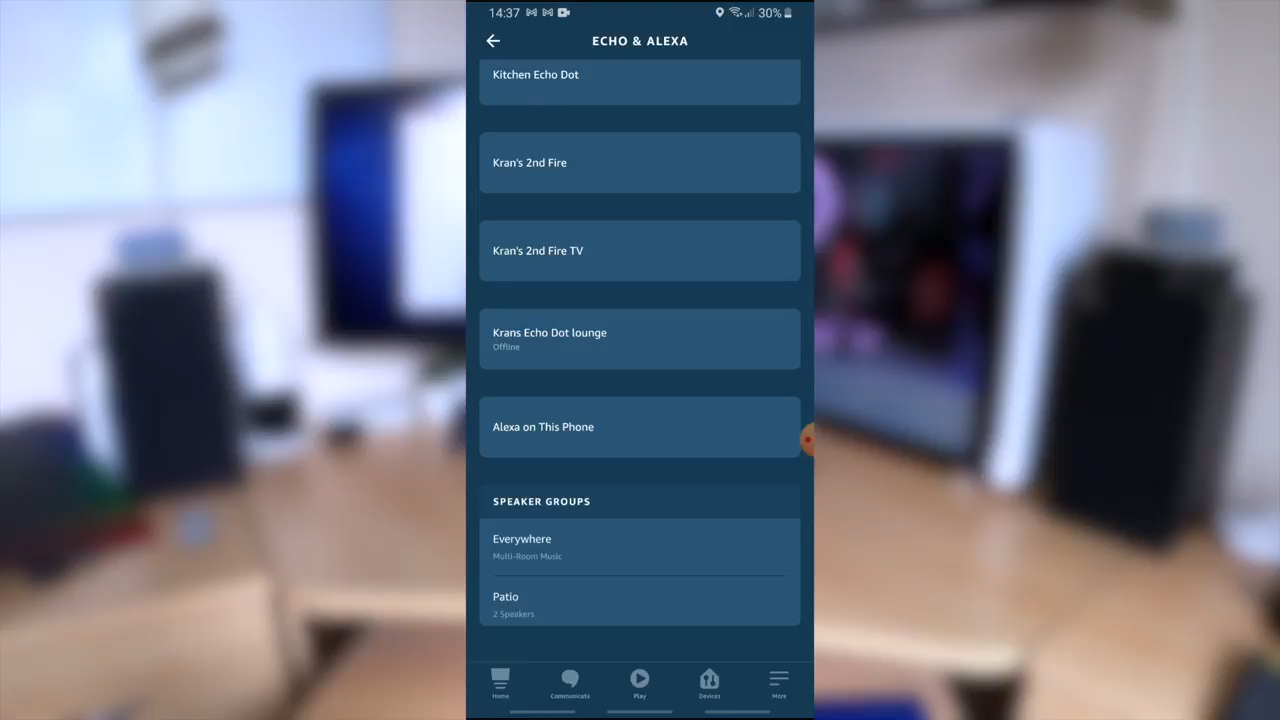 14:37
30%
ECHO & ALEXA
Kitchen Echo Dot
Kran's 2nd Fire
Kran's 2nd Fire TV
Krans Echo Dot lounge
Offline
Alexa on This Phone
SPEAKER GROUPS
Everywhere
Multi-Room Music
Patio
2 Speakers
Home
Communicate
Play
Devices
More